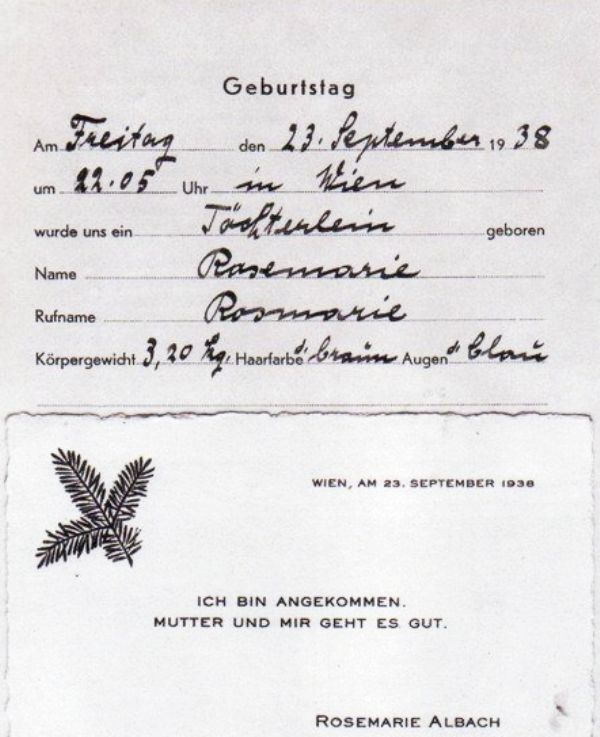 Geburtstag
Am Freitag den 23. September 1938
um 22.05 Uhr in Wien
wurde uns ein Töchterlein geboren
Name Rosemarie
Rufname Rosmarie
Körpergewicht 3,20 kg. Haarfarbe d. braun Augen d. blau
WIEN, AM 23. SEPTEMBER 1938
ICH BIN ANGEKOMMEN.
MUTTER UND MIR GEHT ES GUT.
ROSEMARIE ALBACH